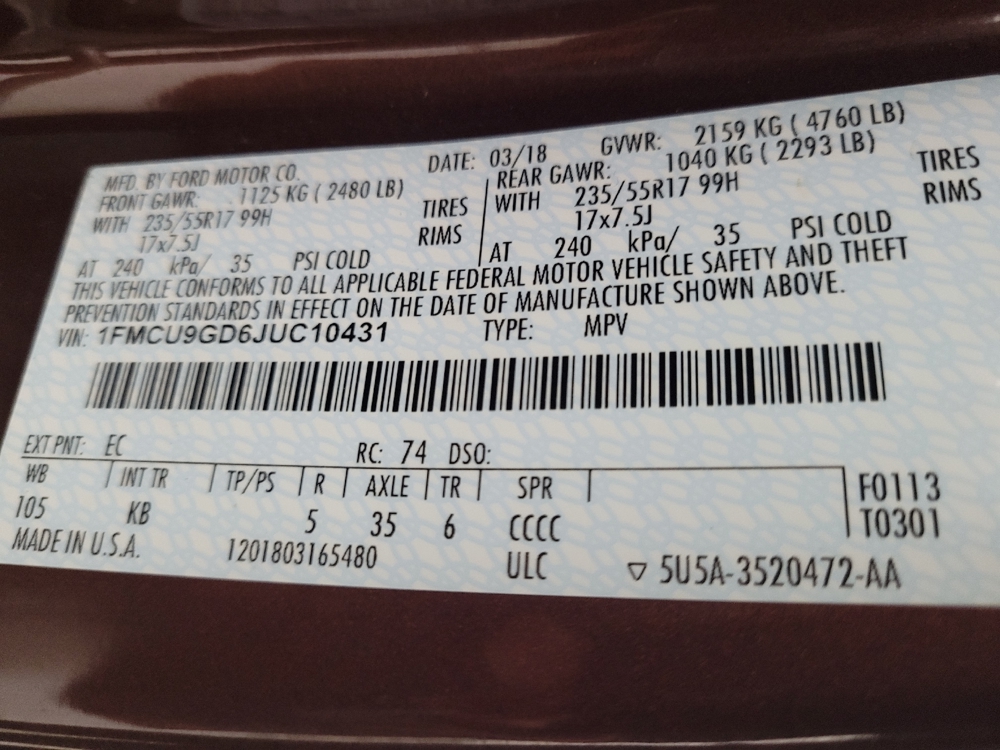 MFD. BY FORD MOTOR CO. DATE: 03/18 GVWR: 2159 KG ( 4760 LB)
FRONT GAWR: 1125 KG ( 2480 LB) REAR GAWR: 1040 KG ( 2293 LB)
WITH 235/55R17 99H TIRES WITH 235/55R17 99H TIRES
17x7.5J RIMS 17x7.5J RIMS
AT 240 kPa/ 35 PSI COLD AT 240 kPa/ 35 PSI COLD
THIS VEHICLE CONFORMS TO ALL APPLICABLE FEDERAL MOTOR VEHICLE SAFETY AND THEFT
PREVENTION STANDARDS IN EFFECT ON THE DATE OF MANUFACTURE SHOWN ABOVE.
VIN: 1FMCU9GD6JUC10431 TYPE: MPV
EXT PNT: EC RC: 74 DSO:
WB INT TR TP/PS R AXLE TR SPR F0113
105 KB 5 35 6 CCCC T0301
MADE IN U.S.A. 1201803165480 ULC ▽ 5U5A-3520472-AA